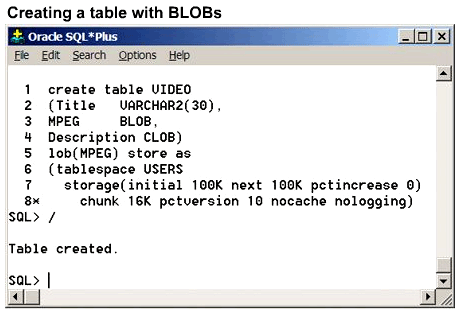 Creating a table with BLOBs
Oracle SQL*Plus
File Edit Search Options Help
1 create table VIDEO
2 (Title VARCHAR2(30),
3 MPEG BLOB,
4 Description CLOB)
5 lob(MPEG) store as
6 (tablespace USERS
7 storage(initial 100K next 100K pctincrease 0)
8* chunk 16K pctversion 10 nocache nologging)
SQL> /
Table created.
SQL>